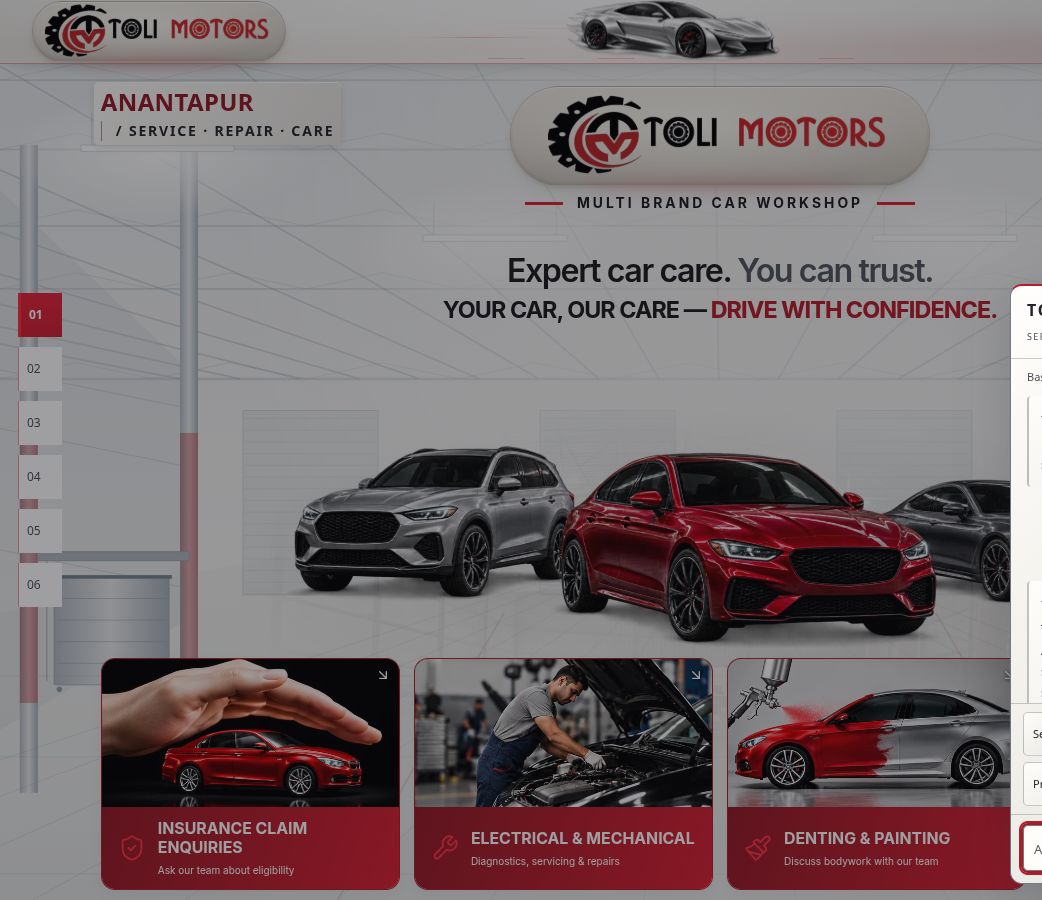 TOLI MOTORS
ANANTAPUR
/ SERVICE · REPAIR · CARE
TOLI MOTORS
MULTI BRAND CAR WORKSHOP
Expert car care. You can trust.
YOUR CAR, OUR CARE — DRIVE WITH CONFIDENCE.
01
02
03
04
05
06
INSURANCE CLAIM
ENQUIRIES
Ask our team about eligibility
ELECTRICAL & MECHANICAL
Diagnostics, servicing & repairs
DENTING & PAINTING
Discuss bodywork with our team